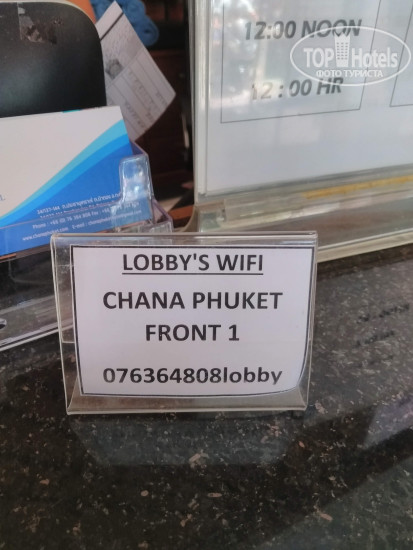 12:00 NOON
12:00 HR
TOP Hotels
ФОТО ТУРИСТА
LOBBY'S WIFI
CHANA PHUKET
FRONT 1
076364808lobby